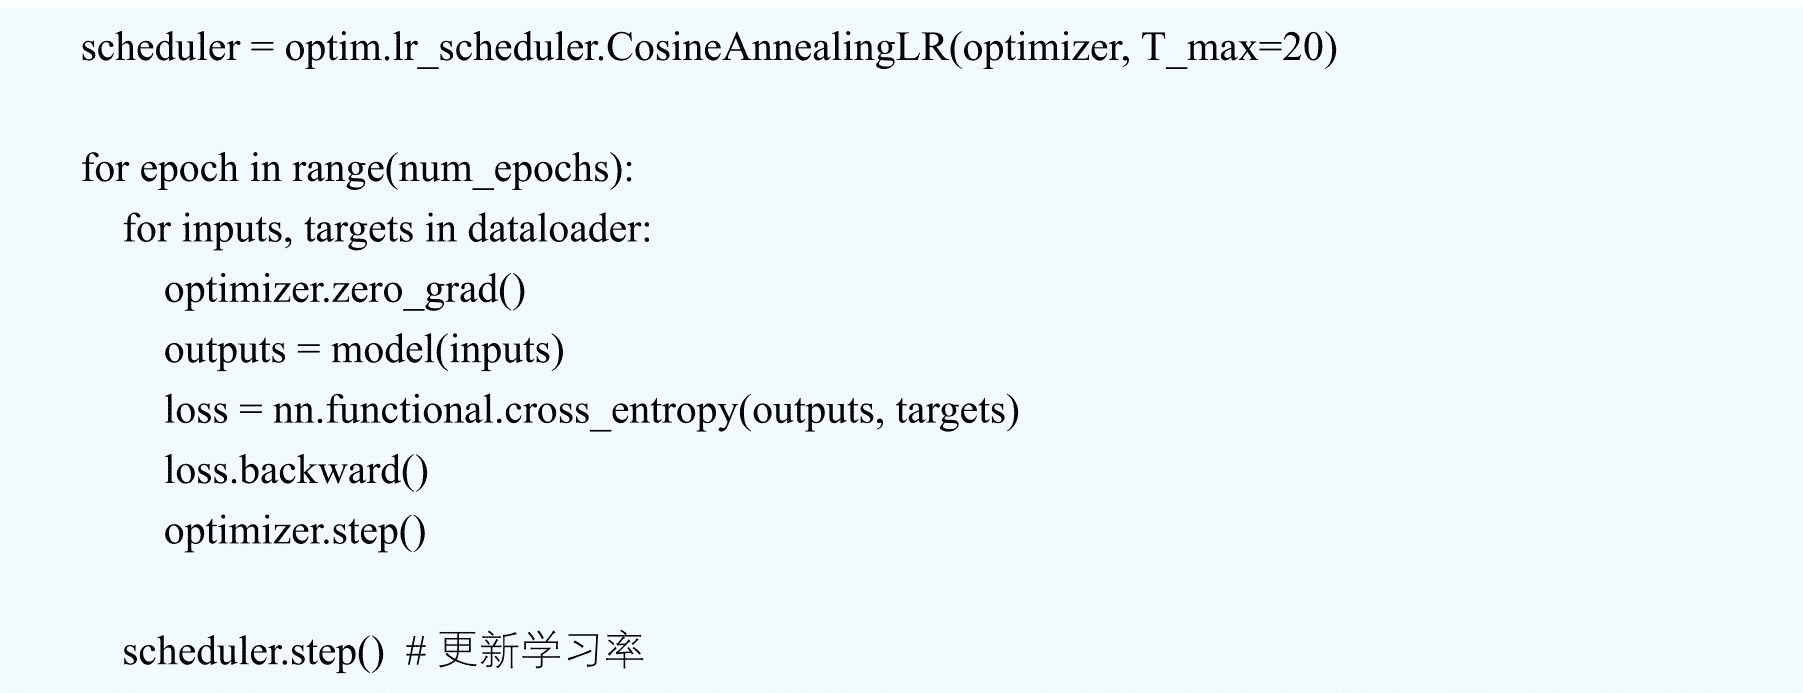 scheduler = optim.lr_scheduler.CosineAnnealingLR(optimizer, T_max=20)
for epoch in range(num_epochs):
for inputs, targets in dataloader:
optimizer.zero_grad()
outputs = model(inputs)
loss = nn.functional.cross_entropy(outputs, targets)
loss.backward()
optimizer.step()
scheduler.step()  # 更新学习率